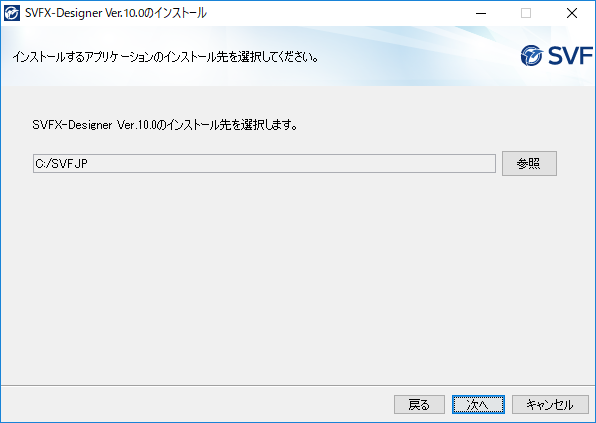 SVFX-Designer Ver.10.0のインストール
インストールするアプリケーションのインストール先を選択してください。
SVF
SVFX-Designer Ver.10.0のインストール先を選択します。
C:/SVFJP
参照
戻る
次へ
キャンセル